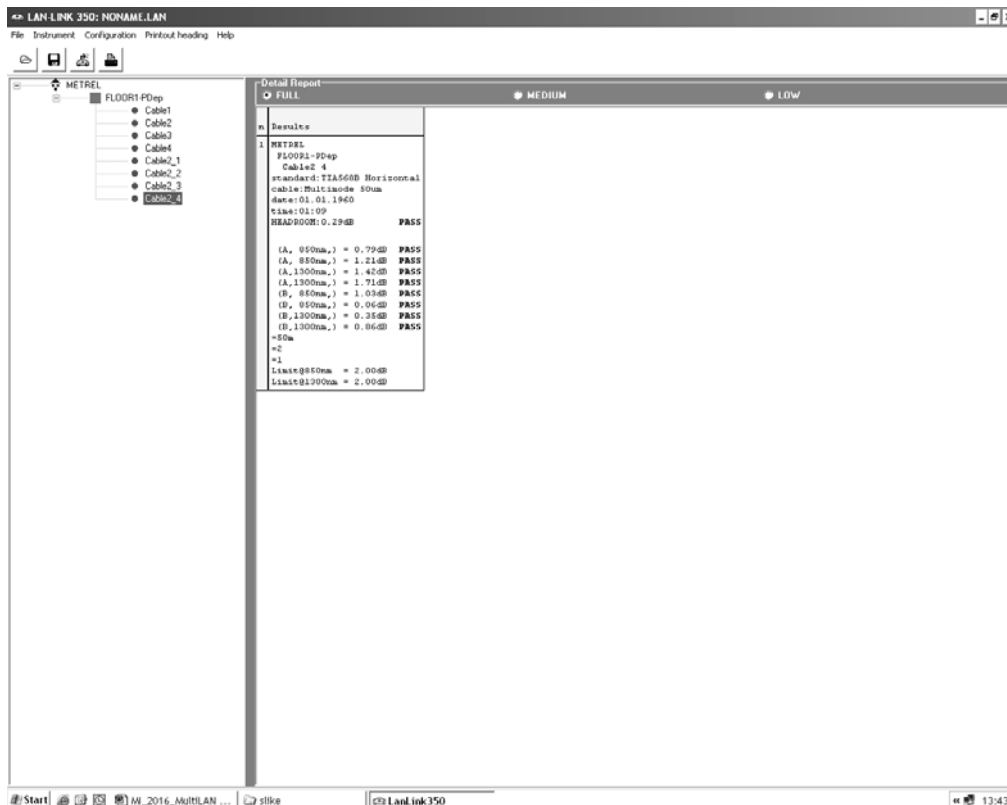 LAN-LINK 350: NONAME.LAN
File Instrument Configuration Printout heading Help
METREL
FLOOR1-PDep
Cable1
Cable2
Cable3
Cable4
Cable2_1
Cable2_2
Cable2_3
Cable2_4
Detail Report
FULL MEDIUM LOW
n Results
1 METREL
FLOOR1-PDep
Cable2 4
standard:TIA568B Horizontal
cable:Multimode 50um
date:01.01.1960
time:01:09
HEADROOM:0.29dB PASS
(A, 850nm,) = 0.79dB PASS
(A, 850nm,) = 1.21dB PASS
(A,1300nm,) = 1.42dB PASS
(A,1300nm,) = 1.71dB PASS
(B, 850nm,) = 1.03dB PASS
(B, 850nm,) = 0.06dB PASS
(B,1300nm,) = 0.35dB PASS
(B,1300nm,) = 0.86dB PASS
=50m
=2
=1
Limit@850nm = 2.00dB
Limit@1300nm = 2.00dB
Start MI_2016_MultiLAN ... slike LanLink350 « 13:43